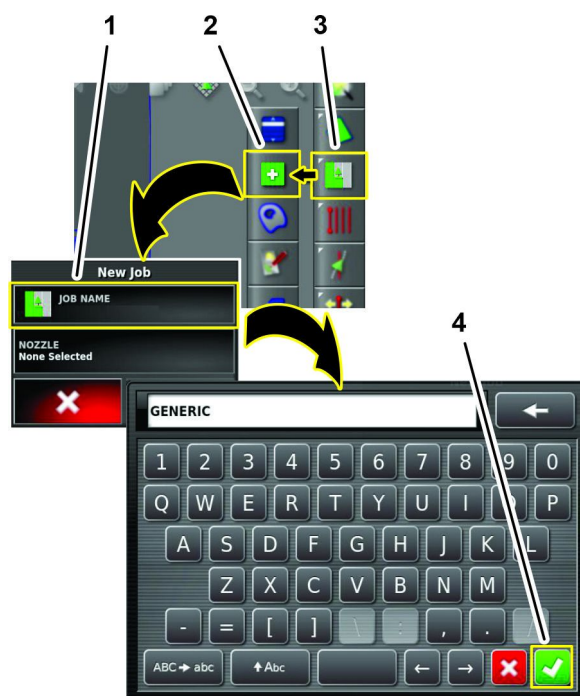 1 2 3
New Job
JOB NAME
NOZZLE
None Selected
4
GENERIC
1 2 3 4 5 6 7 8 9 0
Q W E R T Y U I O P
A S D F G H J K L
Z X C V B N M
- = [ ] \ : , . /
ABC → abc ↑ Abc ← →